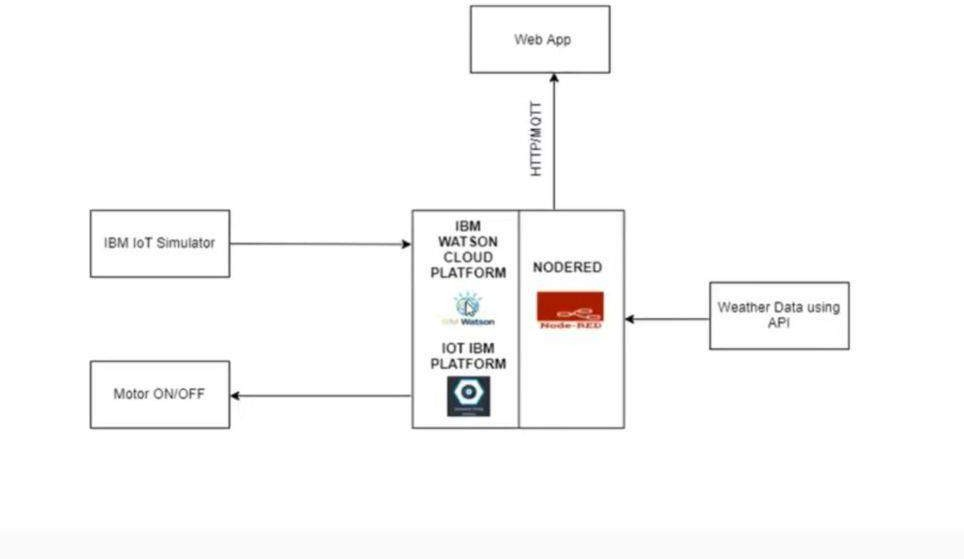 Web App
HTTP/MQTT
IBM IoT Simulator
IBM
WATSON
CLOUD
PLATFORM
Watson
IOT IBM
PLATFORM
NODERED
Node-RED
Weather Data using
API
Motor ON/OFF